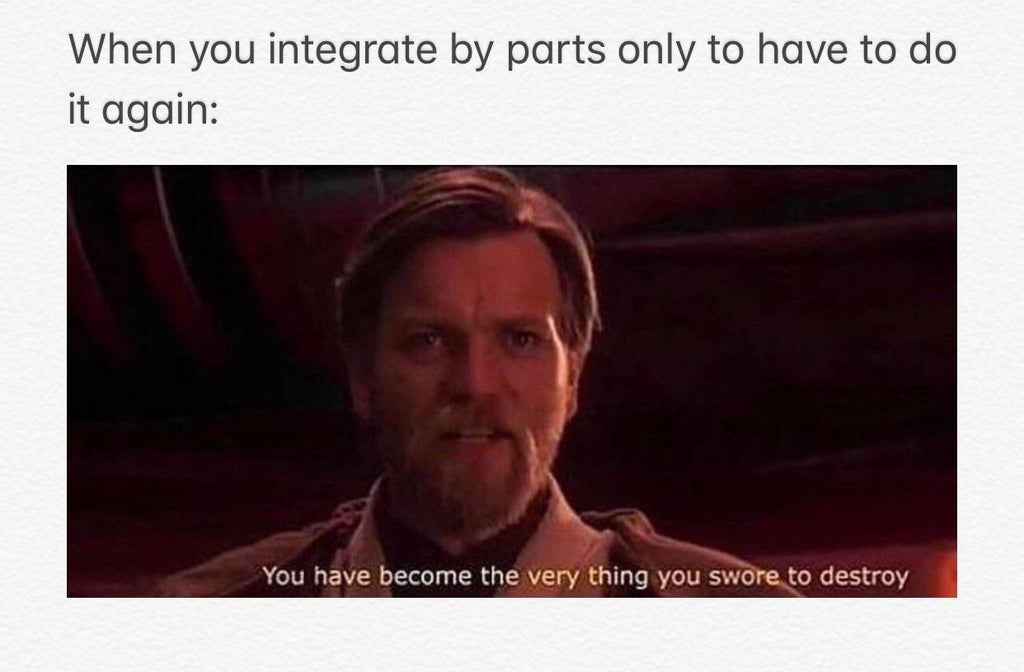 When you integrate by parts only to have to do
it again:
You have become the very thing you swore to destroy